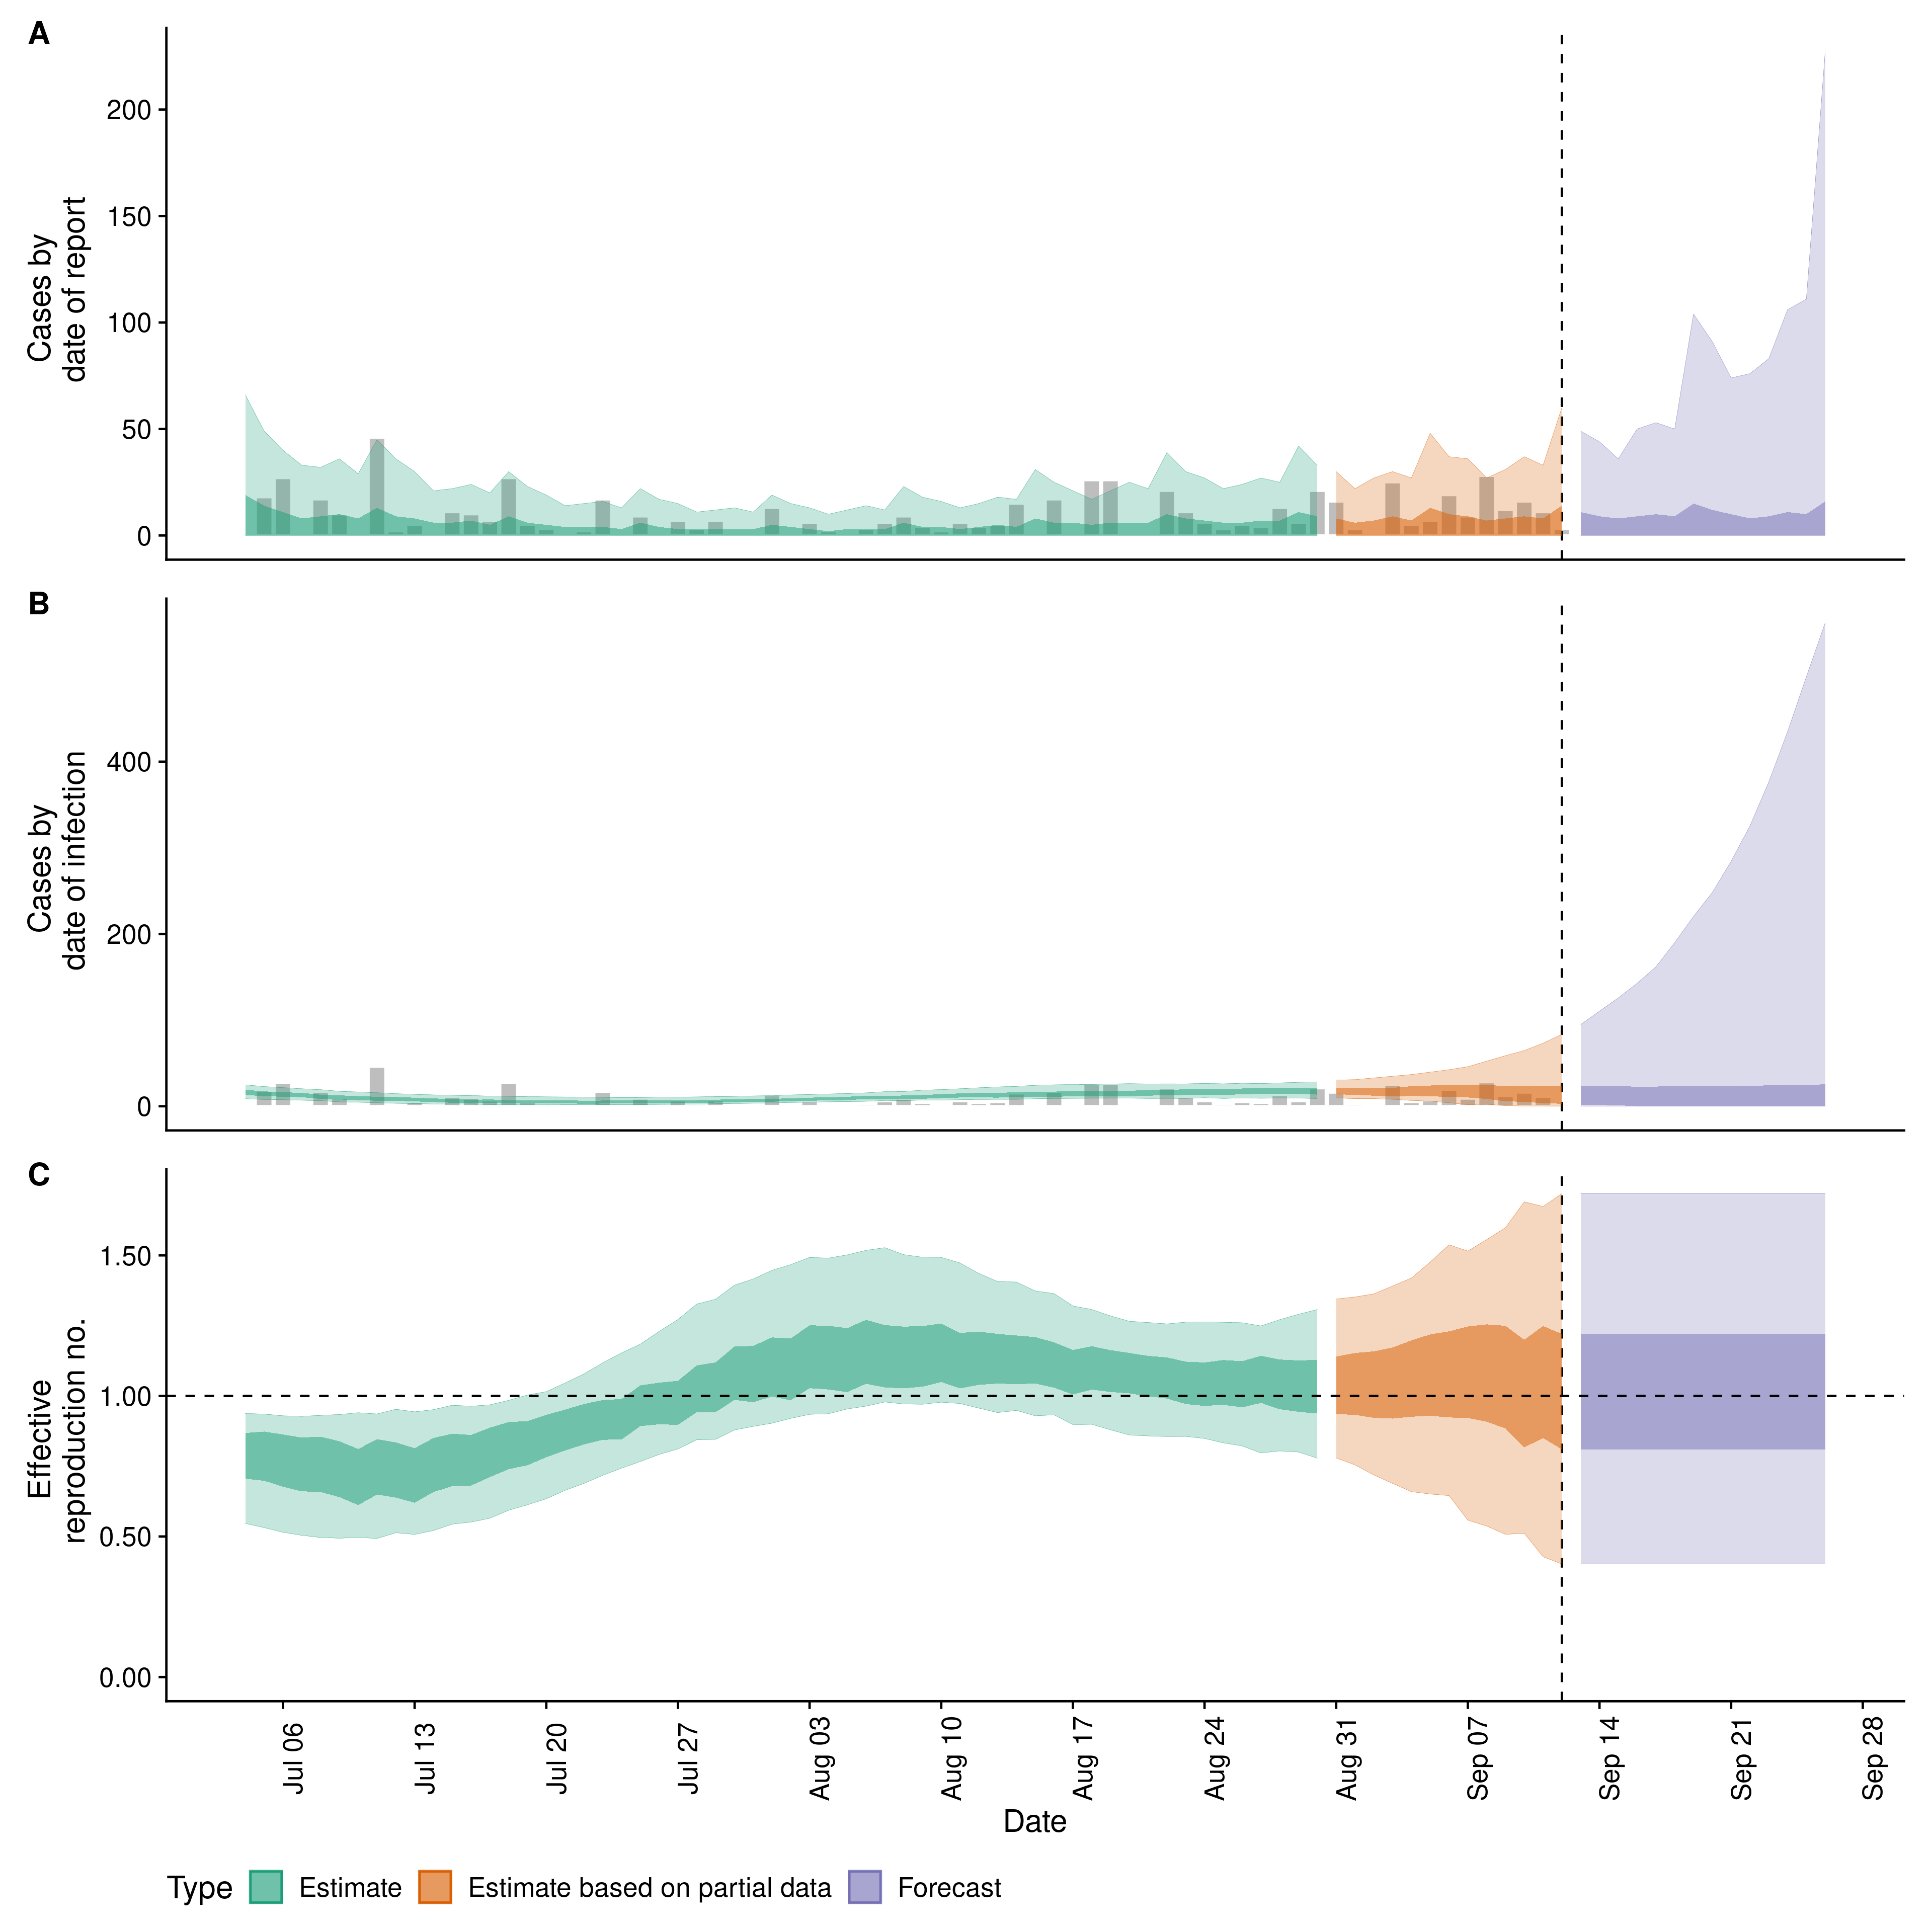 A
Cases by
date of report
200
150
100
50
0
B
Cases by
date of infection
400
200
0
C
Effective
reproduction no.
1.50
1.00
0.50
0.00
Jul 06
Jul 13
Jul 20
Jul 27
Aug 03
Aug 10
Aug 17
Aug 24
Aug 31
Sep 07
Sep 14
Sep 21
Sep 28
Date
Type Estimate Estimate based on partial data Forecast